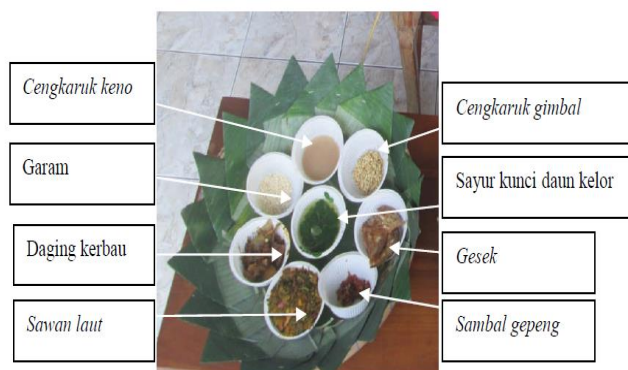 Cengkaruk keno
Garam
Daging kerbau
Sawan laut
Cengkaruk gimbal
Sayur kunci daun kelor
Gesek
Sambal gepeng